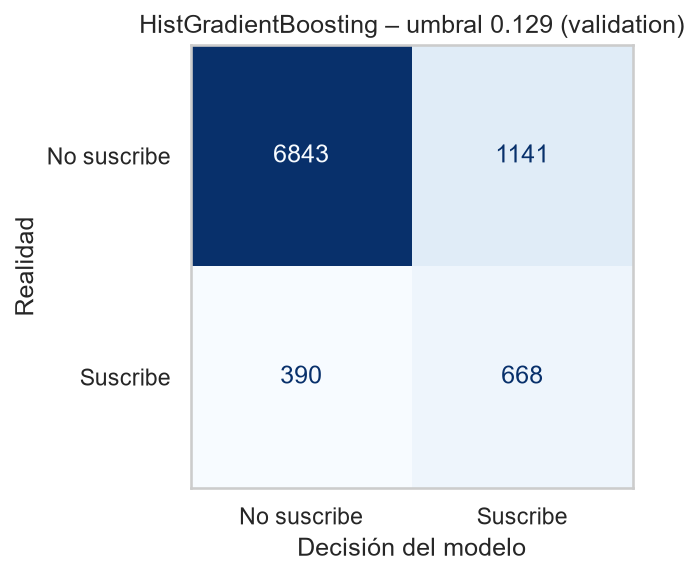 HistGradientBoosting – umbral 0.129 (validation)
No suscribe
6843
1141
Realidad
Suscribe
390
668
No suscribe
Suscribe
Decisión del modelo